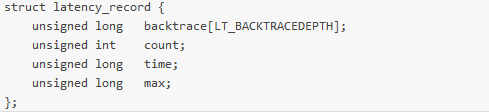 struct latency_record {
    unsigned long   backtrace[LT_BACKTRACEDEPTH];
    unsigned int    count;
    unsigned long   time;
    unsigned long   max;
};